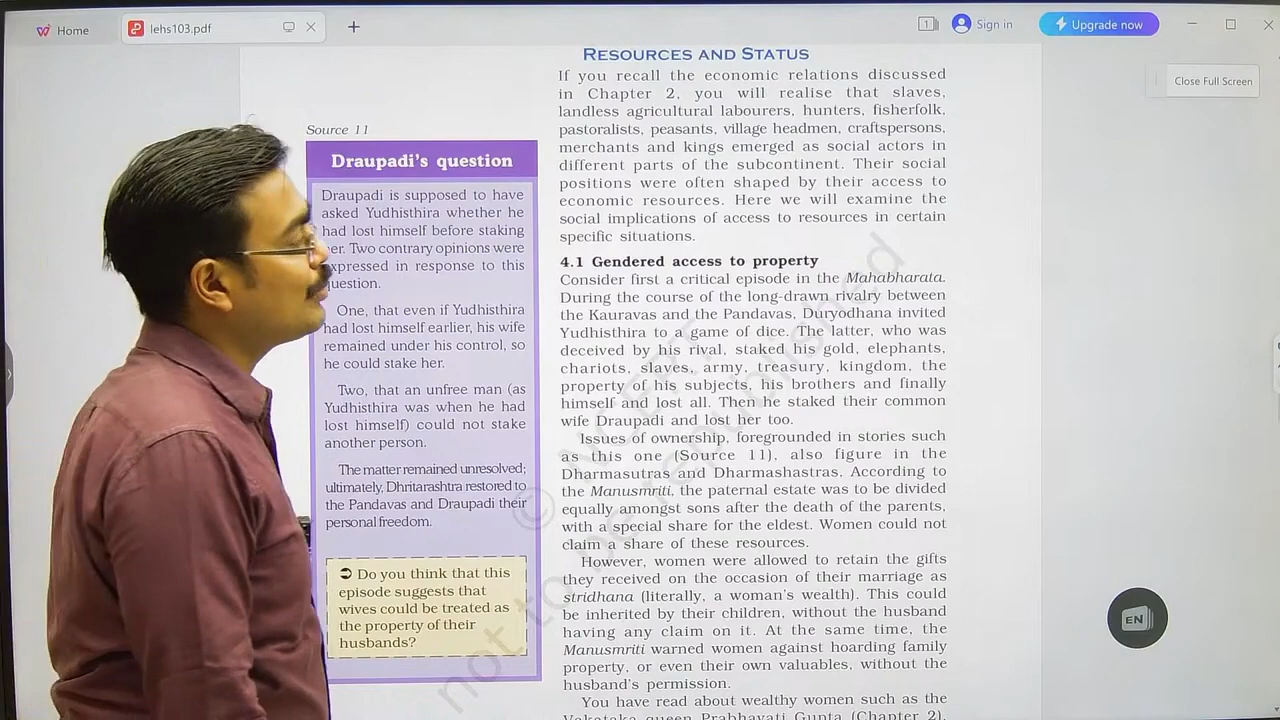 Home
lehs103.pdf
1
Sign in
Upgrade now
Close Full Screen
Source 11
Draupadi's question
Draupadi is supposed to have
asked Yudhisthira whether he
had lost himself before staking
her. Two contrary opinions were
expressed in response to this
question.
One, that even if Yudhisthira
had lost himself earlier, his wife
remained under his control, so
he could stake her.
Two, that an unfree man (as
Yudhisthira was when he had
lost himself) could not stake
another person.
The matter remained unresolved;
ultimately, Dhritarashtra restored to
the Pandavas and Draupadi their
personal freedom.
➲ Do you think that this
episode suggests that
wives could be treated as
the property of their
husbands?
RESOURCES AND STATUS
If you recall the economic relations discussed
in Chapter 2, you will realise that slaves,
landless agricultural labourers, hunters, fisherfolk,
pastoralists, peasants, village headmen, craftspersons,
merchants and kings emerged as social actors in
different parts of the subcontinent. Their social
positions were often shaped by their access to
economic resources. Here we will examine the
social implications of access to resources in certain
specific situations.
4.1 Gendered access to property
Consider first a critical episode in the Mahabharata.
During the course of the long-drawn rivalry between
the Kauravas and the Pandavas, Duryodhana invited
Yudhisthira to a game of dice. The latter, who was
deceived by his rival, staked his gold, elephants,
chariots, slaves, army, treasury, kingdom, the
property of his subjects, his brothers and finally
himself and lost all. Then he staked their common
wife Draupadi and lost her too.
Issues of ownership, foregrounded in stories such
as this one (Source 11), also figure in the
Dharmasutras and Dharmashastras. According to
the Manusmriti, the paternal estate was to be divided
equally amongst sons after the death of the parents,
with a special share for the eldest. Women could not
claim a share of these resources.
However, women were allowed to retain the gifts
they received on the occasion of their marriage as
stridhana (literally, a woman's wealth). This could
be inherited by their children, without the husband
having any claim on it. At the same time, the
Manusmriti warned women against hoarding family
property, or even their own valuables, without the
husband's permission.
You have read about wealthy women such as the
Vakataka queen Prabhavati Gupta (Chapter 2).
© NCERT
not to be republished
EN